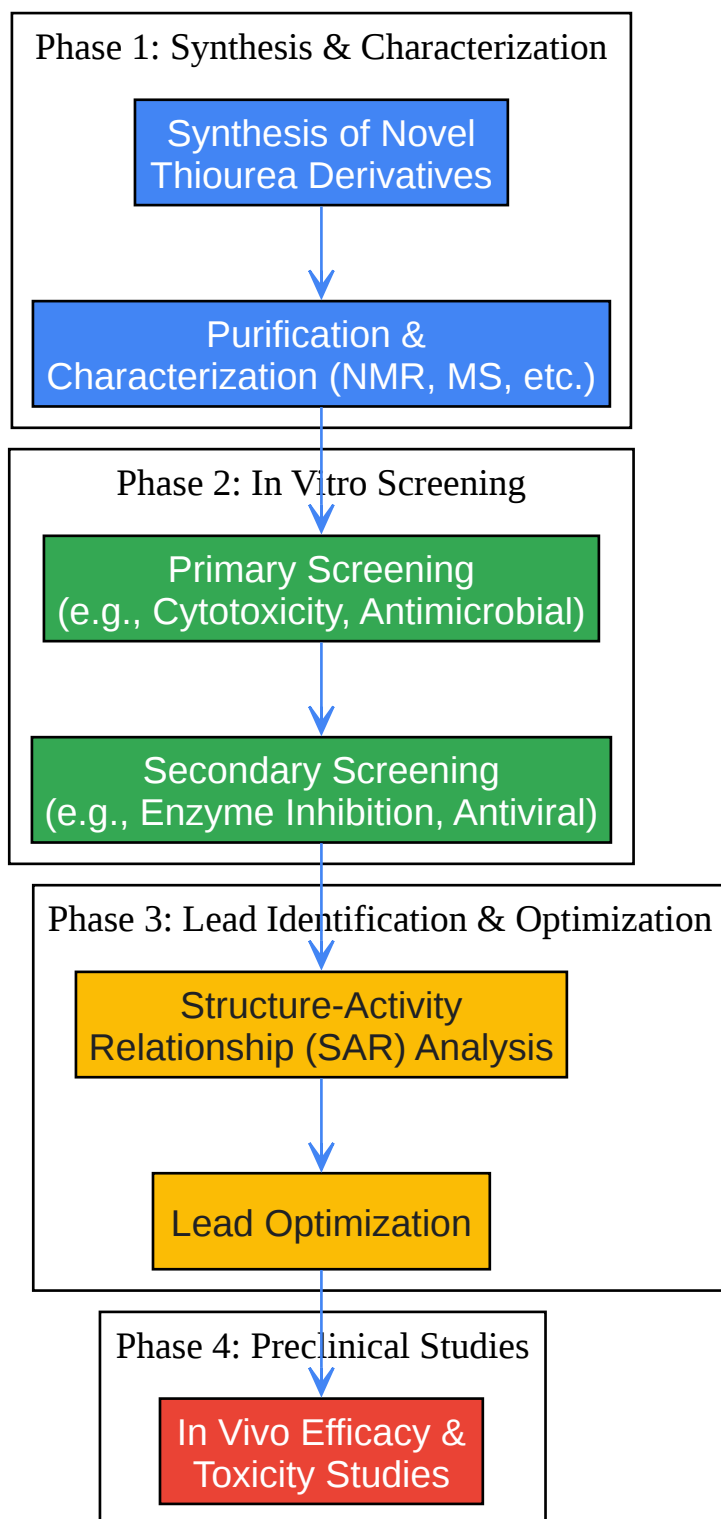 Phase 1: Synthesis & Characterization
Synthesis of Novel
Thiourea Derivatives
Purification &
Characterization (NMR, MS, etc.)
Phase 2: In Vitro Screening
Primary Screening
(e.g., Cytotoxicity, Antimicrobial)
Secondary Screening
(e.g., Enzyme Inhibition, Antiviral)
Phase 3: Lead Identification & Optimization
Structure-Activity
Relationship (SAR) Analysis
Lead Optimization
Phase 4: Preclinical Studies
In Vivo Efficacy &
Toxicity Studies